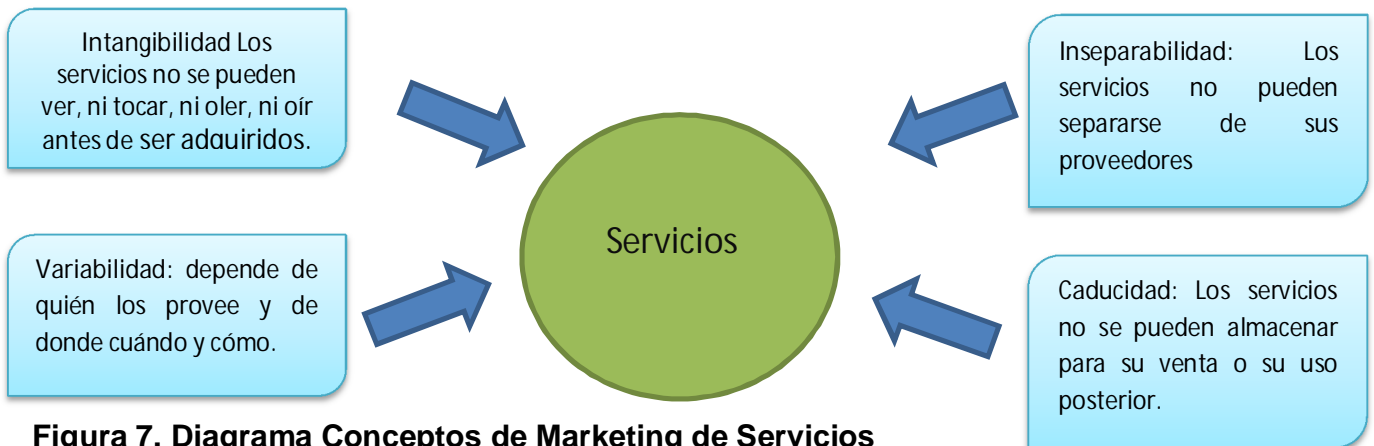 Intangibilidad Los
servicios no se pueden
ver, ni tocar, ni oler, ni oír
antes de ser adquiridos.
Inseparabilidad: Los
servicios no pueden
separarse de sus
proveedores
Servicios
Variabilidad: depende de
quién los provee y de
donde cuándo y cómo.
Caducidad: Los servicios
no se pueden almacenar
para su venta o su uso
posterior.
Figura 7. Diagrama Conceptos de Marketing de Servicios